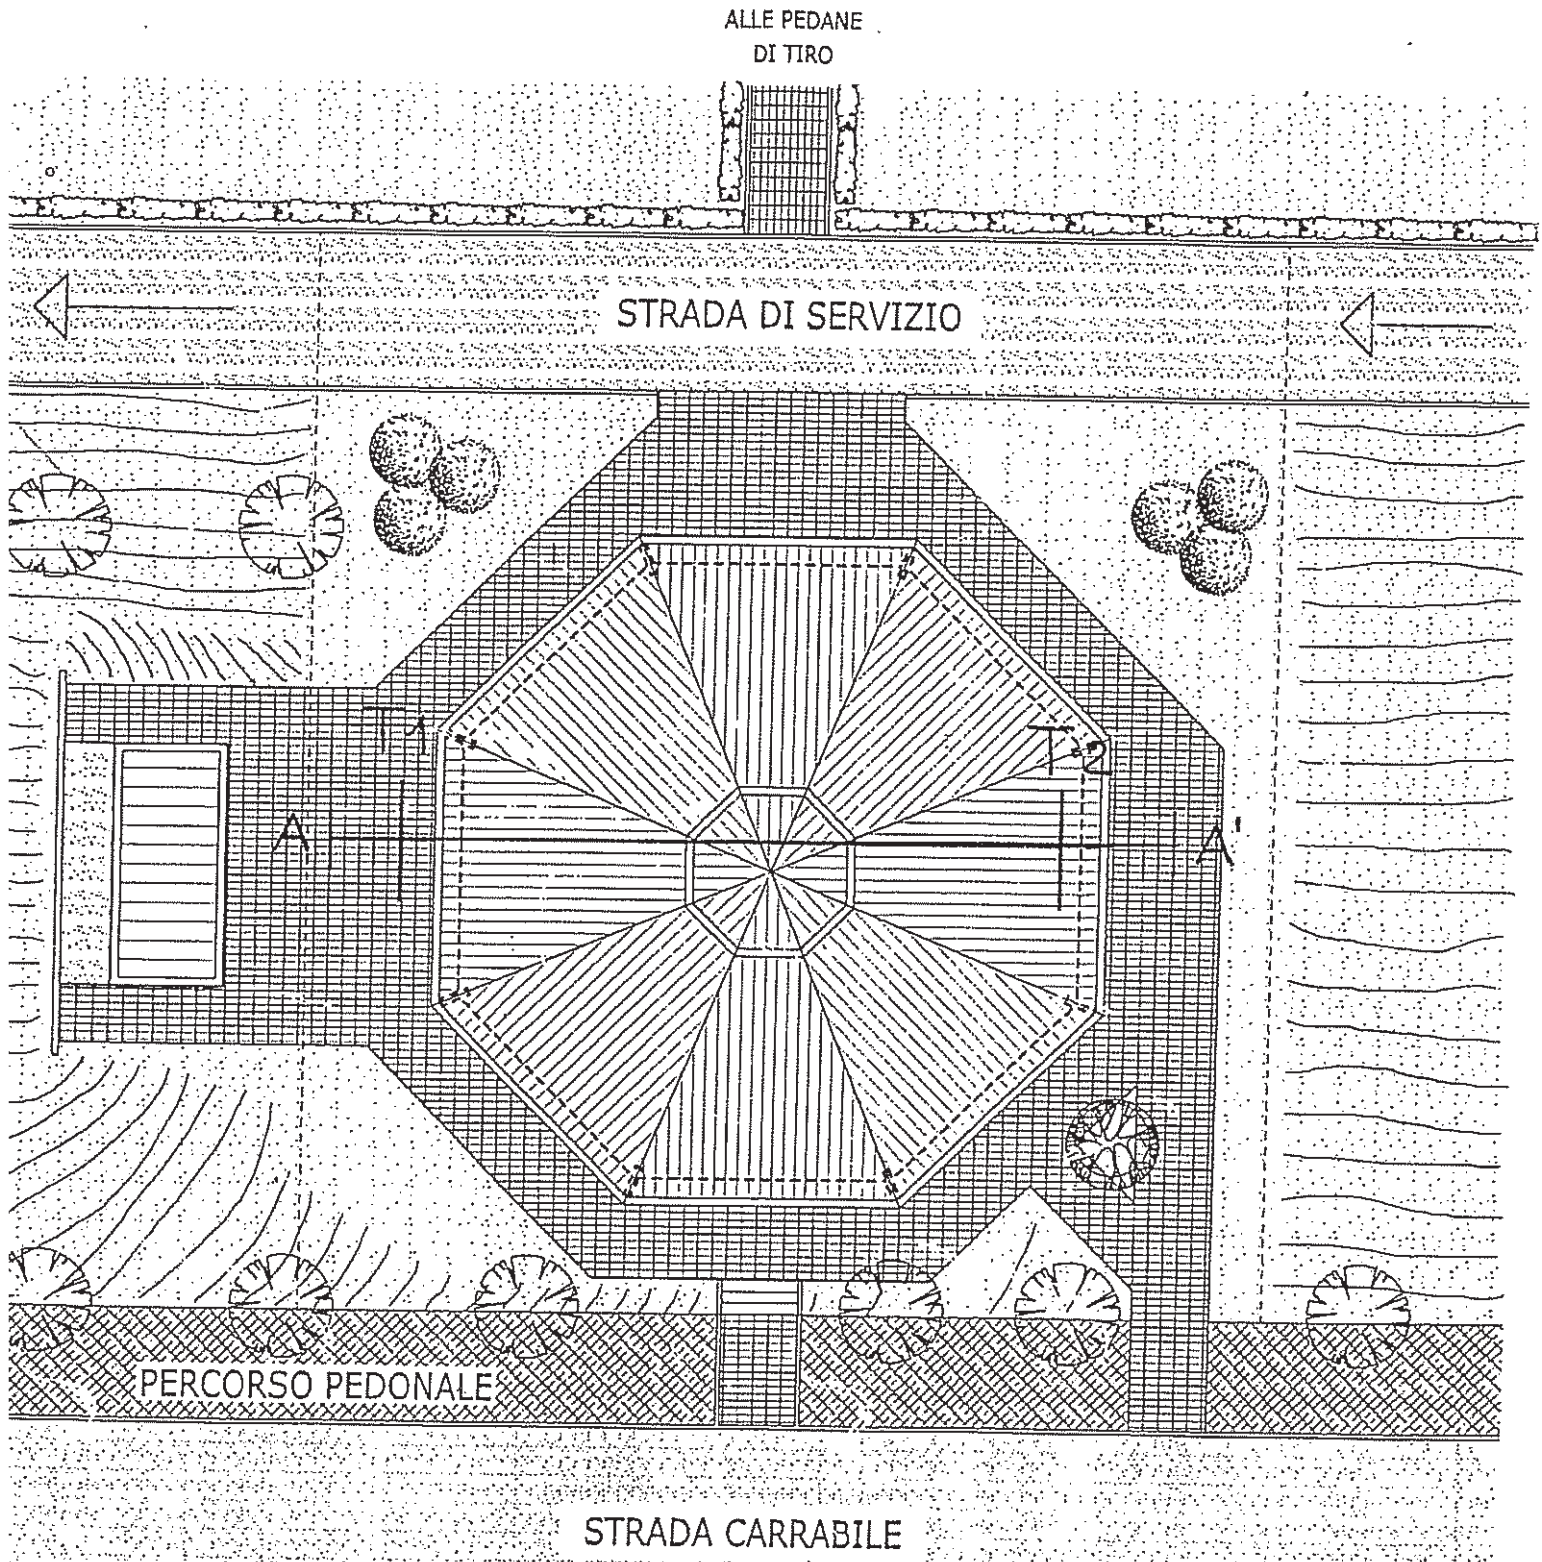 ALLE PEDANE
DI TIRO
STRADA DI SERVIZIO
T1
T2
A
A'
PERCORSO PEDONALE
STRADA CARRABILE